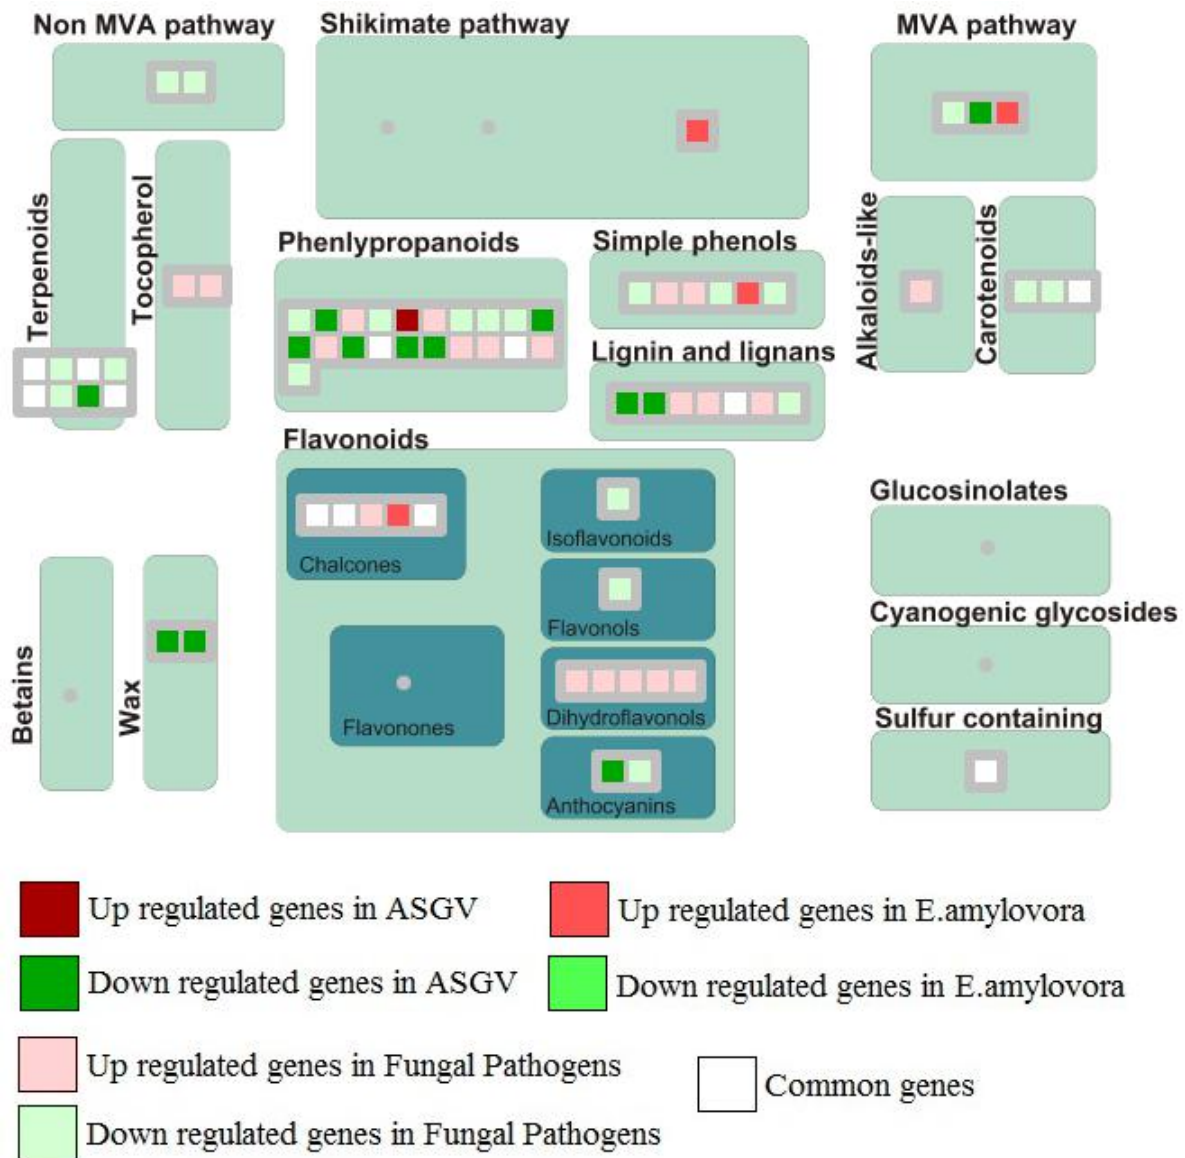 Non MVA pathway
Shikimate pathway
MVA pathway
Terpenoids
Tocopherol
Phenlypropanoids
Simple phenols
Alkaloids-like
Carotenoids
Lignin and lignans
Flavonoids
Chalcones
Isoflavonoids
Flavonols
Flavonones
Dihydroflavonols
Anthocyanins
Glucosinolates
Cyanogenic glycosides
Sulfur containing
Betains
Wax
Up regulated genes in ASGV
Up regulated genes in E.amylovora
Down regulated genes in ASGV
Down regulated genes in E.amylovora
Up regulated genes in Fungal Pathogens
Common genes
Down regulated genes in Fungal Pathogens